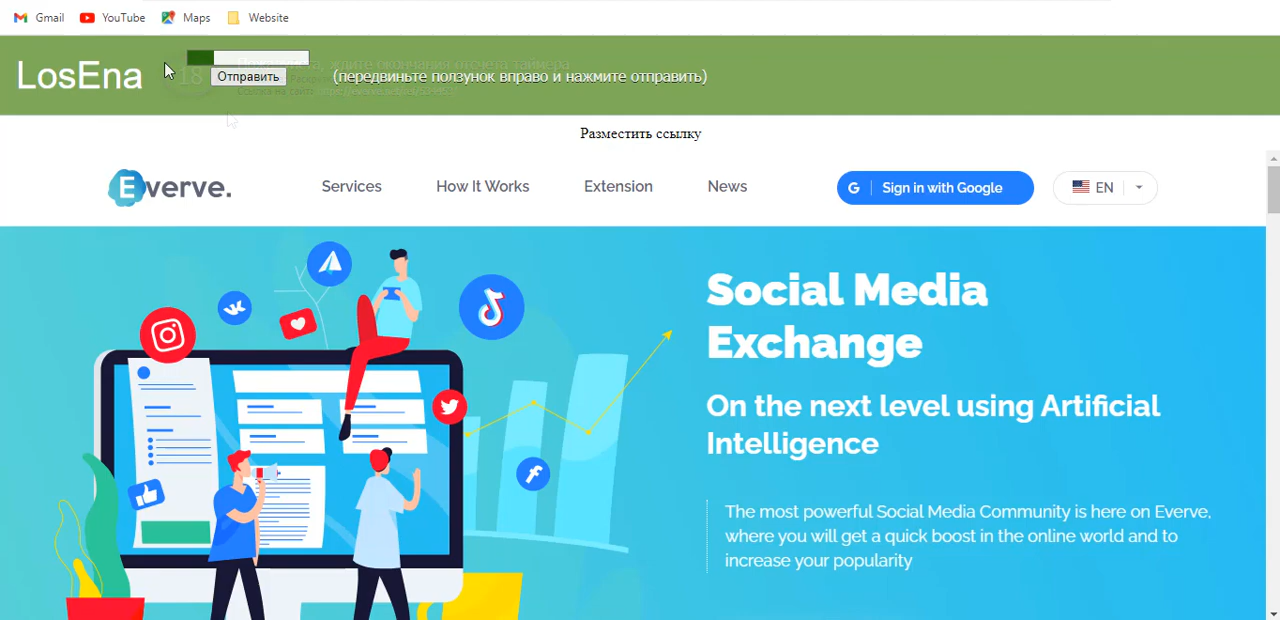 Gmail YouTube Maps Website
LosEna
18
Отправить
(передвиньте ползунок вправо и нажмите отправить)
Разместить ссылку
Everve.
Services How It Works Extension News
G Sign in with Google
EN
Social Media
Exchange
On the next level using Artificial
Intelligence
The most powerful Social Media Community is here on Everve,
where you will get a quick boost in the online world and to
increase your popularity